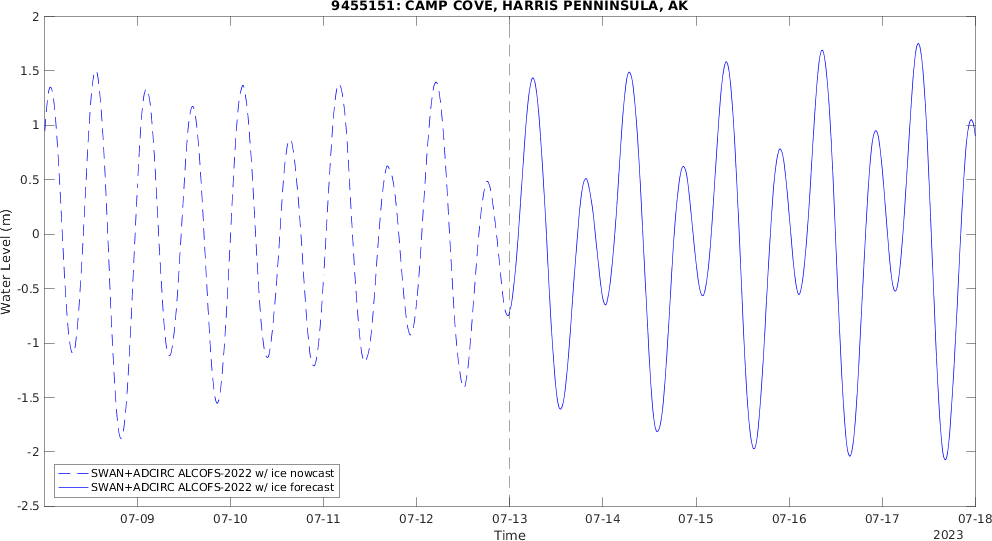 9455151: CAMP COVE, HARRIS PENNINSULA, AK
2
1.5
1
0.5
0
-0.5
-1
-1.5
-2
-2.5
Water Level (m)
SWAN+ADCIRC ALCOFS-2022 w/ ice nowcast
SWAN+ADCIRC ALCOFS-2022 w/ ice forecast
07-09 07-10 07-11 07-12 07-13 07-14 07-15 07-16 07-17 07-18
Time
2023